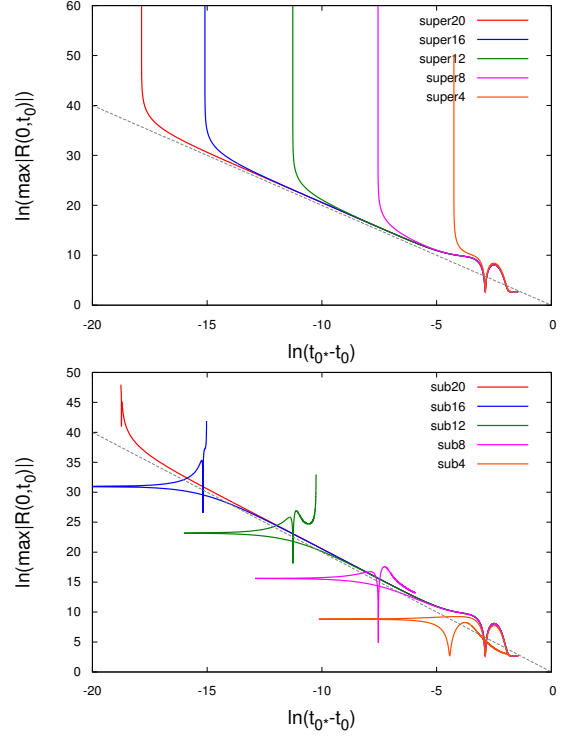 60
50
40
30
20
10
0
-20
-15
-10
-5
0
ln(max|R(0,t0)|)
ln(t0*-t0)
super20
super16
super12
super8
super4
50
45
40
35
30
25
20
15
10
5
0
-20
-15
-10
-5
0
ln(max|R(0,t0)|)
ln(t0*-t0)
sub20
sub16
sub12
sub8
sub4